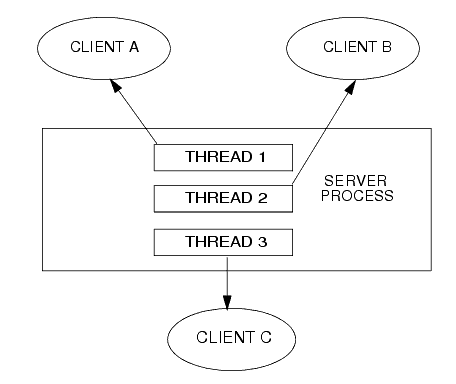 CLIENT A
CLIENT B
THREAD 1
THREAD 2
THREAD 3
SERVER
PROCESS
CLIENT C